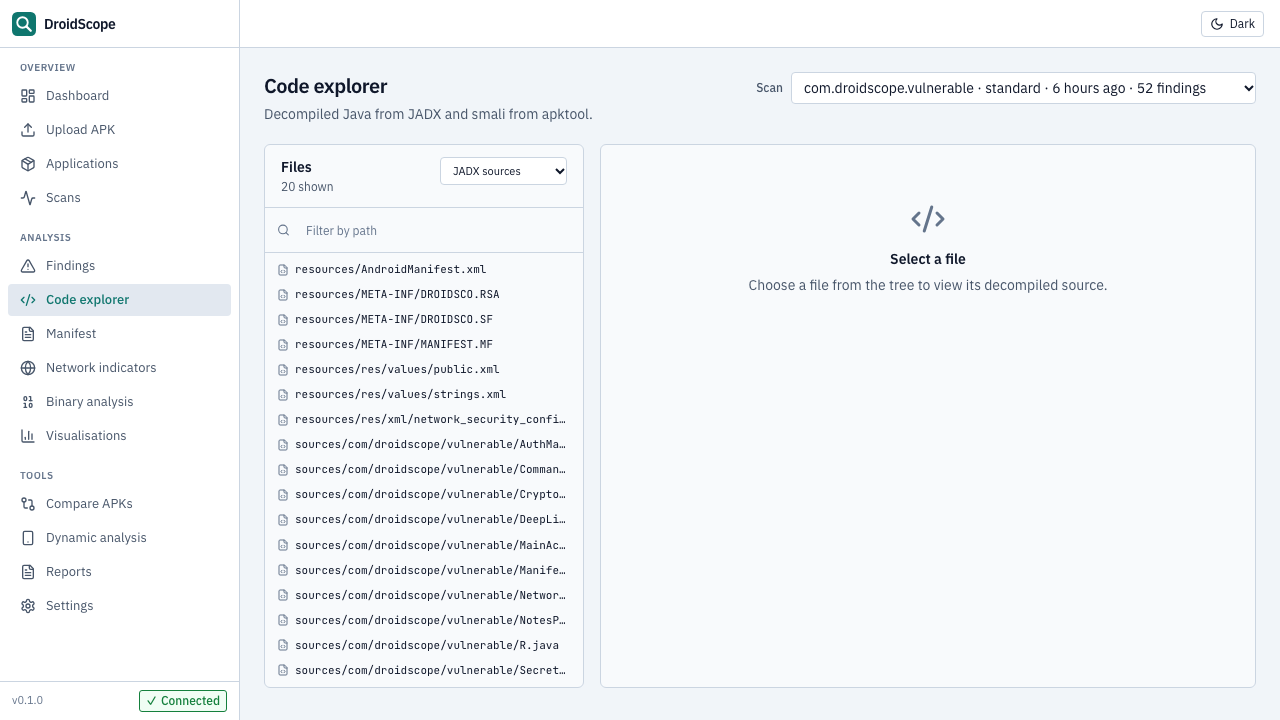 DroidScope
Dark
OVERVIEW
Dashboard
Upload APK
Applications
Scans
ANALYSIS
Findings
Code explorer
Manifest
Network indicators
Binary analysis
Visualisations
TOOLS
Compare APKs
Dynamic analysis
Reports
Settings
v0.1.0
Connected
Code explorer
Decompiled Java from JADX and smali from apktool.
Scan
com.droidscope.vulnerable · standard · 6 hours ago · 52 findings
Files
20 shown
JADX sources
Filter by path
resources/AndroidManifest.xml
resources/META-INF/DROIDSCO.RSA
resources/META-INF/DROIDSCO.SF
resources/META-INF/MANIFEST.MF
resources/res/values/public.xml
resources/res/values/strings.xml
resources/res/xml/network_security_confi…
sources/com/droidscope/vulnerable/AuthMa…
sources/com/droidscope/vulnerable/Comman…
sources/com/droidscope/vulnerable/Crypto…
sources/com/droidscope/vulnerable/DeepLi…
sources/com/droidscope/vulnerable/MainAc…
sources/com/droidscope/vulnerable/Manife…
sources/com/droidscope/vulnerable/Networ…
sources/com/droidscope/vulnerable/NotesP…
sources/com/droidscope/vulnerable/R.java
sources/com/droidscope/vulnerable/Secret…
Select a file
Choose a file from the tree to view its decompiled source.